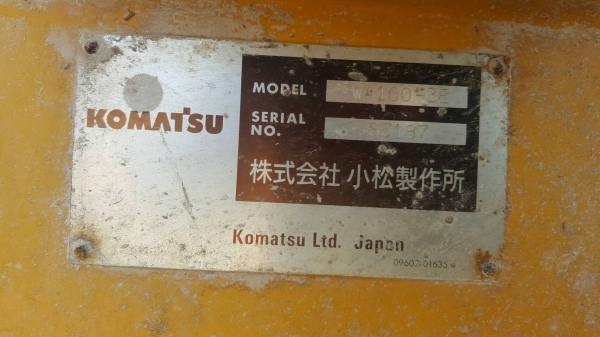 KOMATSU
MODEL
SERIAL
NO.
株式会社 小松製作所
Komatsu Ltd. Japan
09602-01635